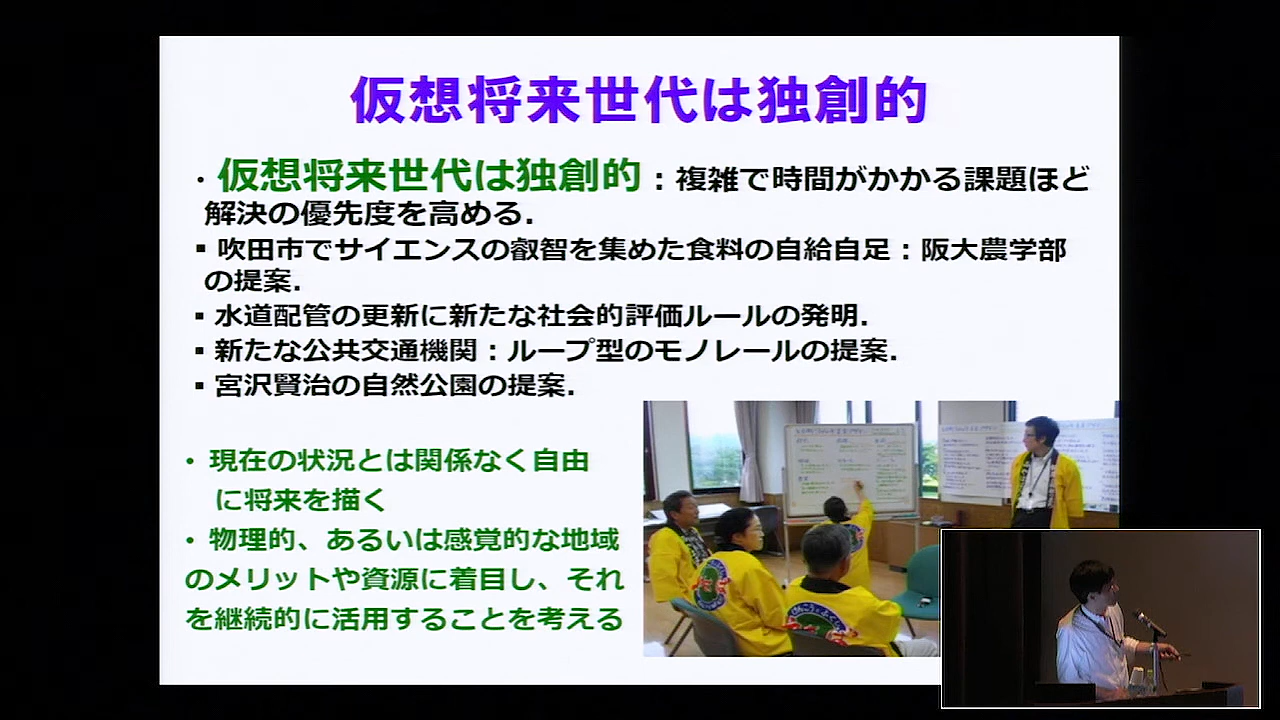 仮想将来世代は独創的
・仮想将来世代は独創的：複雑で時間がかかる課題ほど
解決の優先度を高める．
▪ 吹田市でサイエンスの叡智を集めた食料の自給自足：阪大農学部
の提案．
▪ 水道配管の更新に新たな社会的評価ルールの発明．
▪ 新たな公共交通機関：ループ型のモノレールの提案．
▪ 宮沢賢治の自然公園の提案．
・現在の状況とは関係なく自由
に将来を描く
・物理的、あるいは感覚的な地域
のメリットや資源に着目し、それ
を継続的に活用することを考える